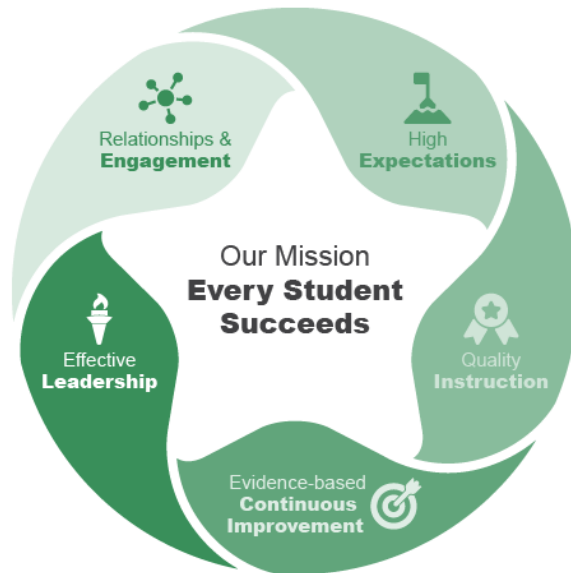 Relationships &
Engagement
High
Expectations
Our Mission
Every Student
Succeeds
Effective
Leadership
Quality
Instruction
Evidence-based
Continuous
Improvement